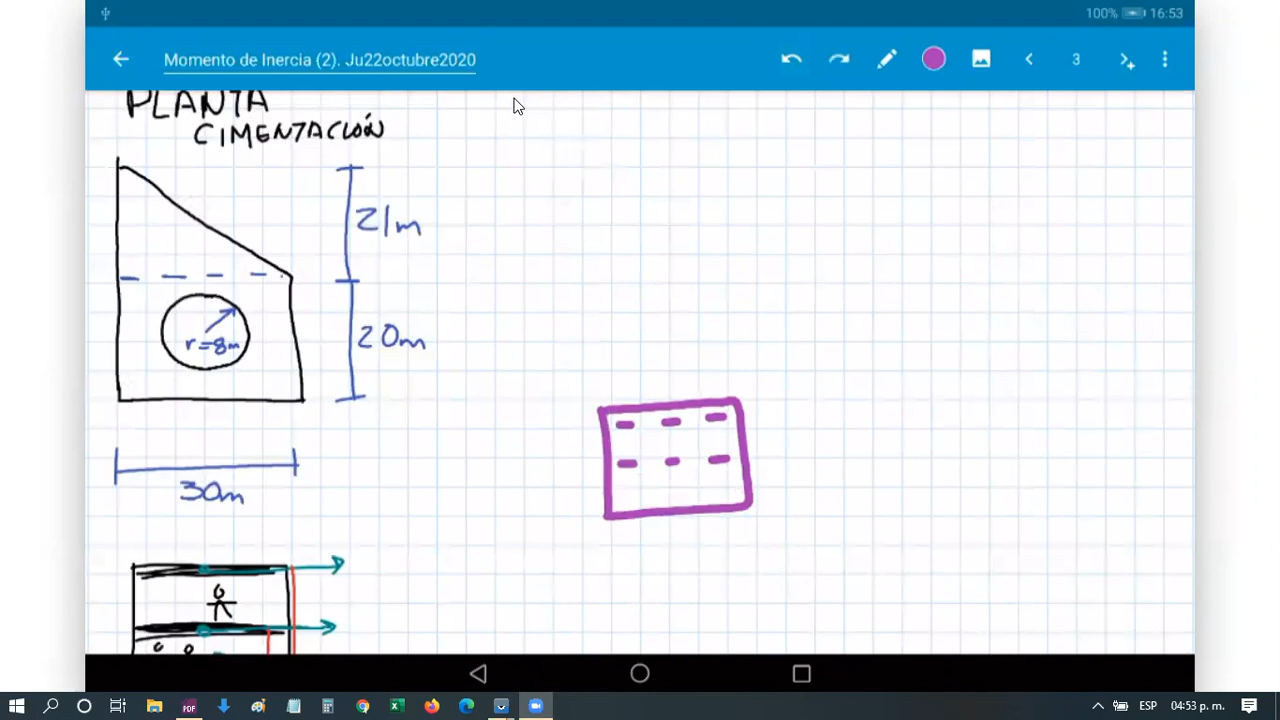 100% 16:53
Momento de Inercia (2). Ju22octubre2020
3
PLANTA
CIMENTACIÓN
21m
20m
r=8m
30m
ESP 04:53 p. m.